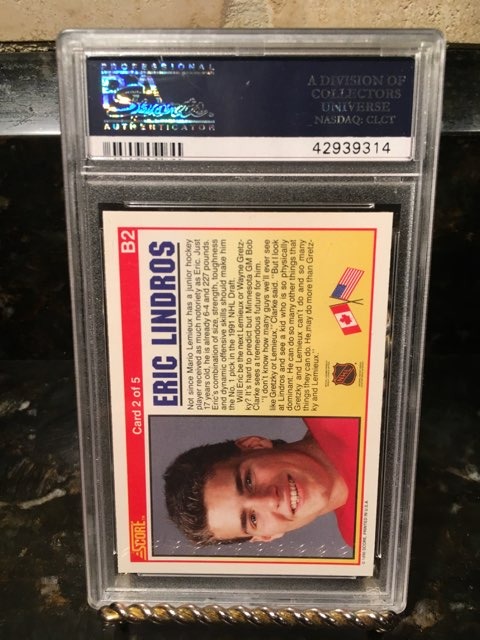 PROFESSIONAL
PSA
AUTHENTICATOR
A DIVISION OF
COLLECTORS
UNIVERSE
NASDAQ: CLCT
42939314
SCORE
Card 2 of 5
B2
ERIC LINDROS
Not since Mario Lemieux has a junior hockey
player received as much notoriety as Eric. Just
17 years old, he is already 6-4 and 227 pounds.
Eric's combination of size, strength, toughness
and dynamic offensive skills should make him
the No. 1 pick in the 1991 NHL Draft.
Will Eric be the next Lemieux or Wayne Gretz-
ky? It's hard to predict but Minnesota GM Bob
Clarke sees a tremendous future for him.
"I don't know how many guys we'll ever see
like Gretzky or Lemieux," Clarke said. "But I look
at Lindros and see a kid who is so physically
dominant. He can do so many other things that
Gretzky and Lemieux can't do and so many
things they can do. He may do more than Gretz-
ky and Lemieux."
© 1990 SCORE, PRINTED IN U.S.A.